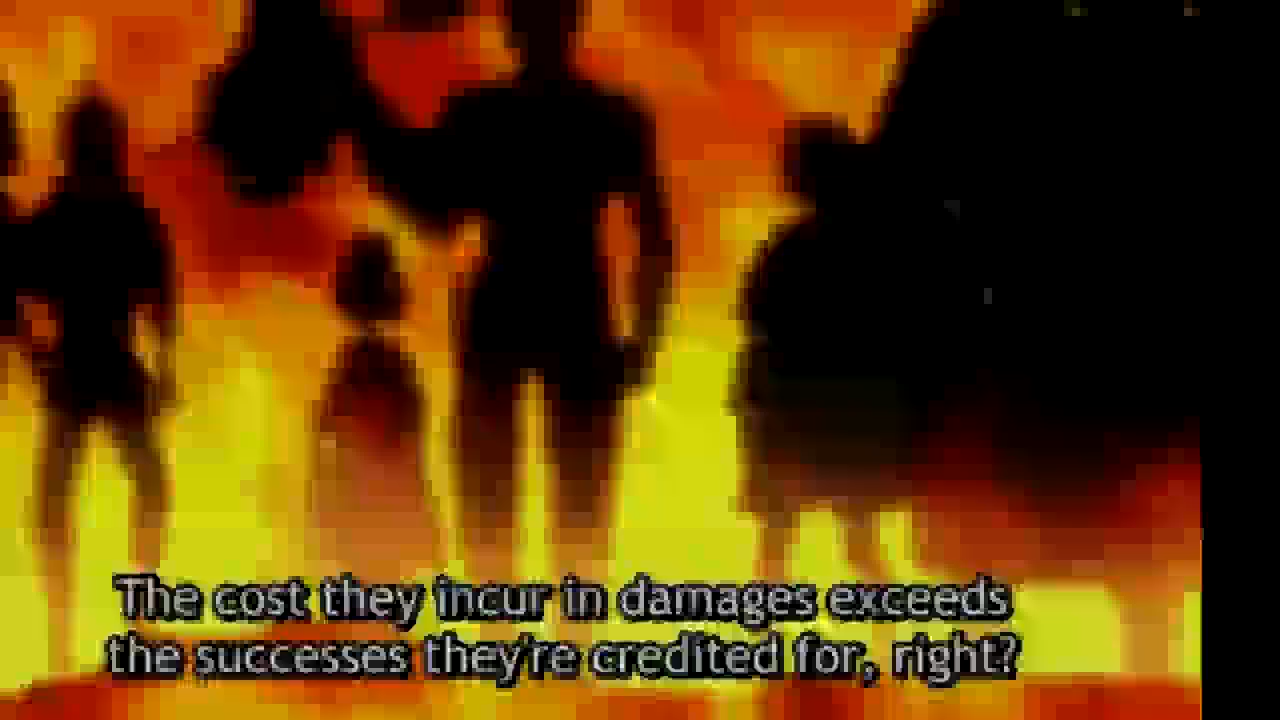 The cost they incur in damages exceeds
the successes they're credited for, right?